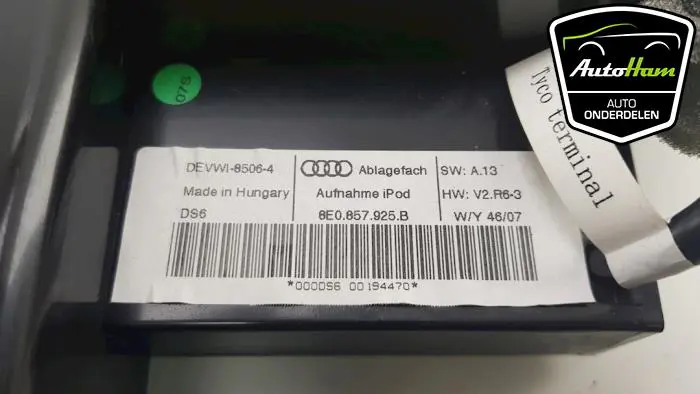 AutoHam
AUTO
ONDERDELEN
07S
Tyco terminal
DEVWI-8506-4
Made in Hungary
DS6
Ablagefach
Aufnahme iPod
8E0.857.925.B
SW: A.13
HW: V2.R6-3
W/Y 46/07
*000DS6 00194470*